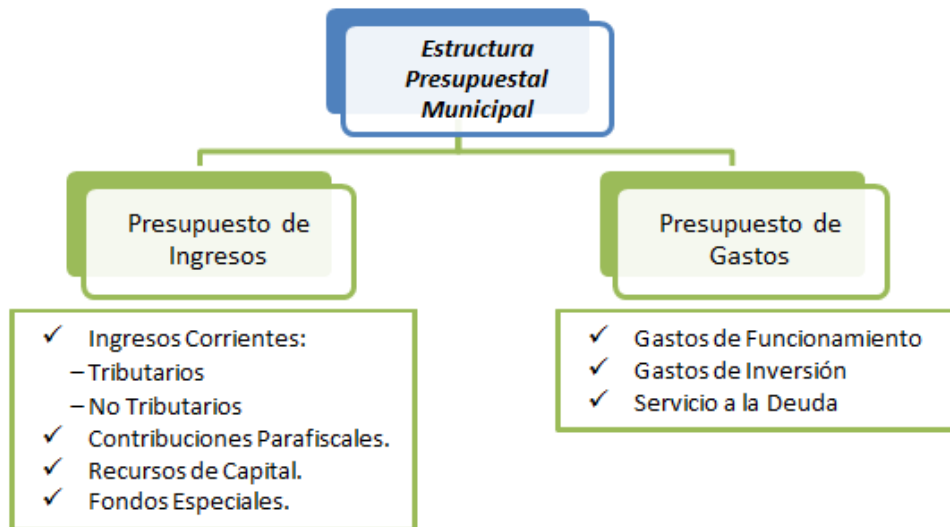 Estructura
Presupuestal
Municipal
Presupuesto de
Ingresos
✓ Ingresos Corrientes:
– Tributarios
– No Tributarios
✓ Contribuciones Parafiscales.
✓ Recursos de Capital.
✓ Fondos Especiales.
Presupuesto de
Gastos
✓ Gastos de Funcionamiento
✓ Gastos de Inversión
✓ Servicio a la Deuda